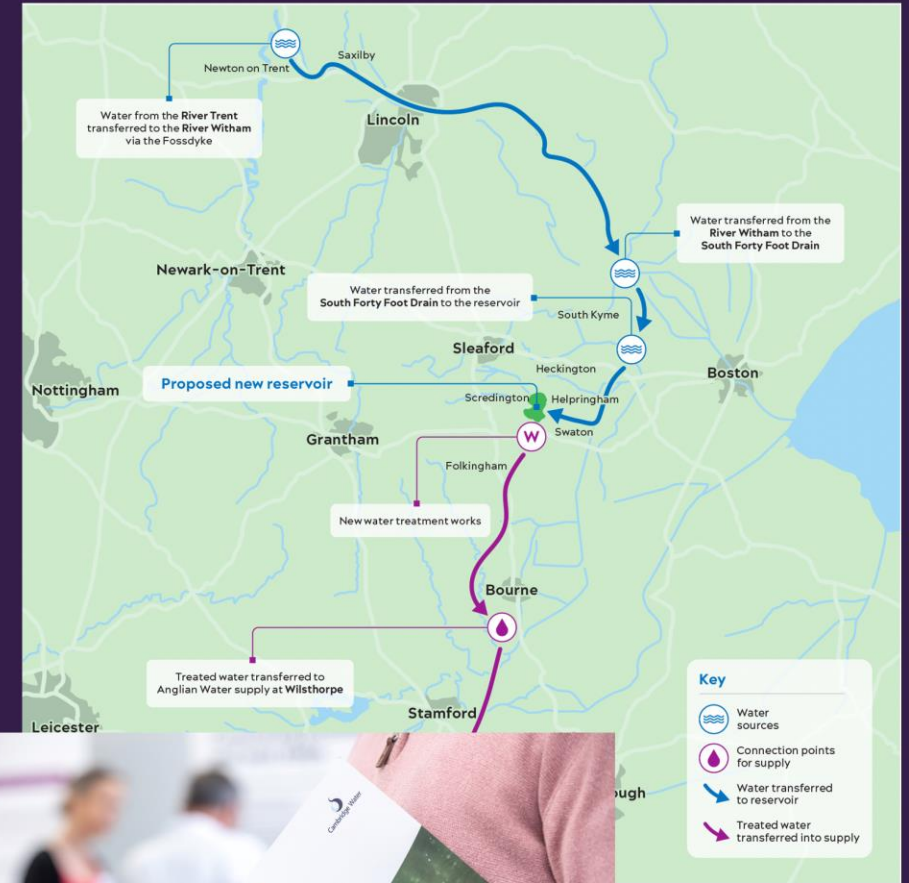 Saxilby
Newton on Trent
Water from the River Trent
transferred to the River Witham
via the Fossdyke
Lincoln
Water transferred from the
River Witham to the
South Forty Foot Drain
Newark-on-Trent
Water transferred from the
South Forty Foot Drain to the reservoir
South Kyme
Sleaford
Heckington
Boston
Nottingham
Proposed new reservoir
Scredington
Helpringham
Grantham
W
Swaton
Folkingham
New water treatment works
Bourne
Treated water transferred to
Anglian Water supply at Wilsthorpe
Stamford
Leicester
ough
Key
Water
sources
Connection points
for supply
Water transferred
to reservoir
Treated water
transferred into supply
Cambridge Water